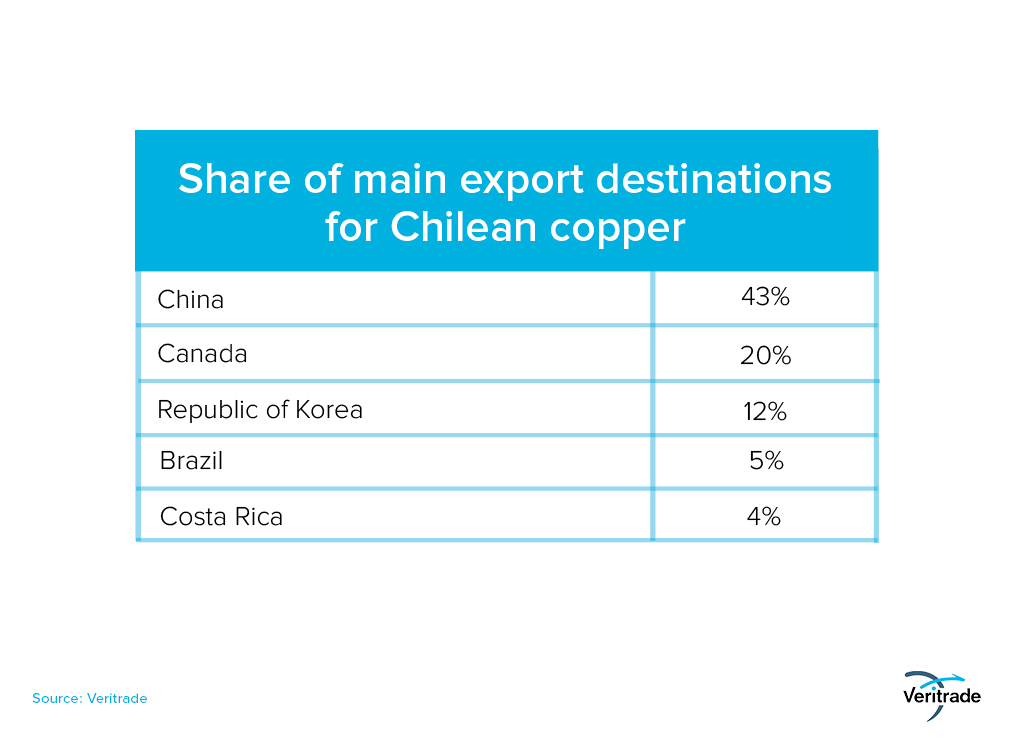 Share of main export destinations
for Chilean copper
China 43%
Canada 20%
Republic of Korea 12%
Brazil 5%
Costa Rica 4%
Source: Veritrade
Veritrade